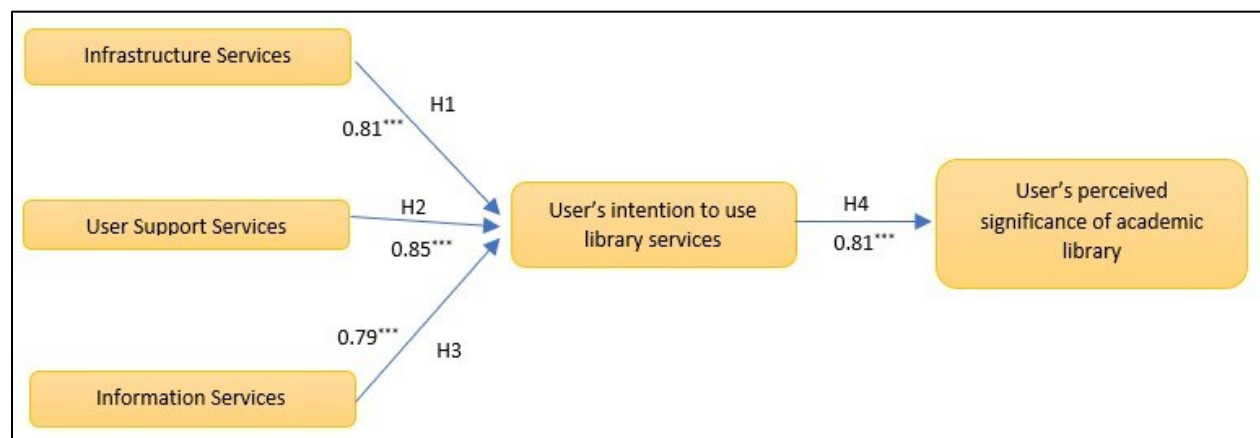 Infrastructure Services
H1
0.81***
User Support Services
H2
0.85***
User's intention to use
library services
H4
0.81***
User's perceived
significance of academic
library
0.79***
H3
Information Services